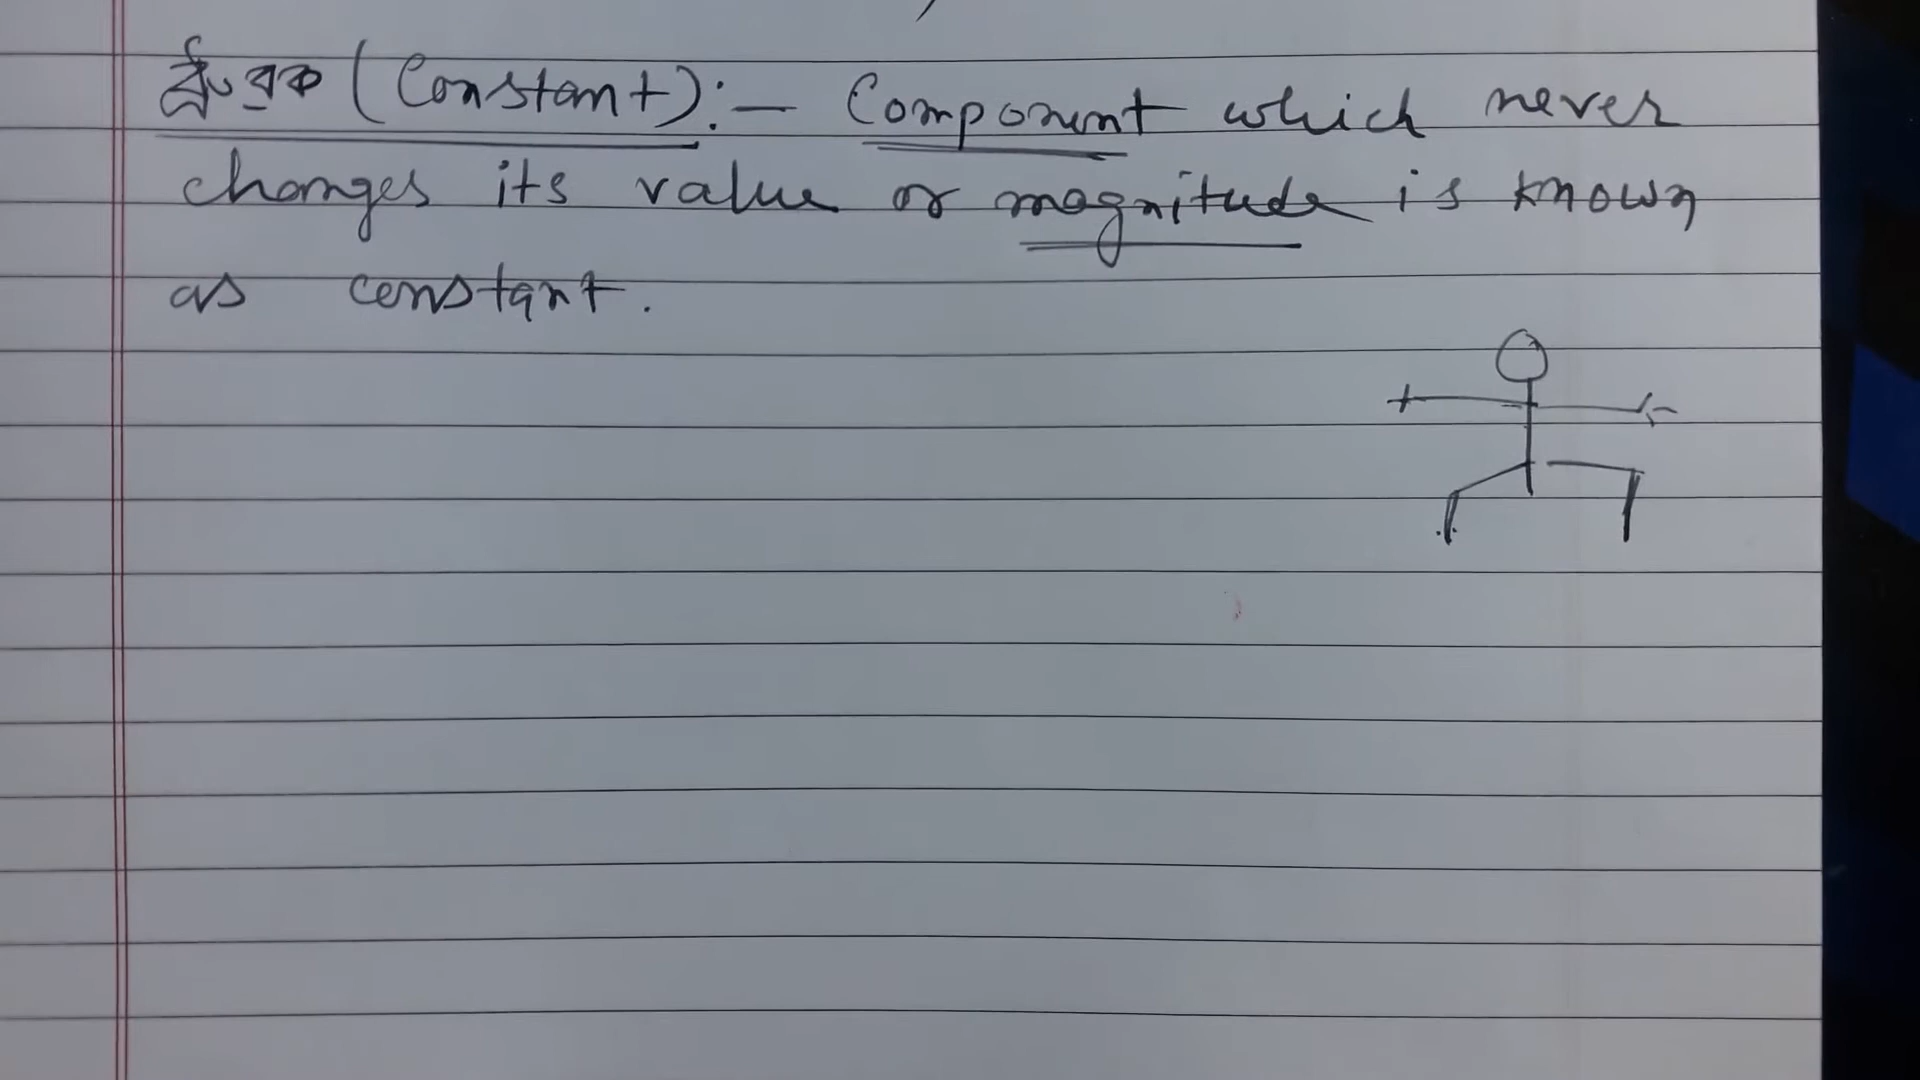 ধ্রুবক (Constant):- Component which never
changes its value or magnitude is known
as constant.